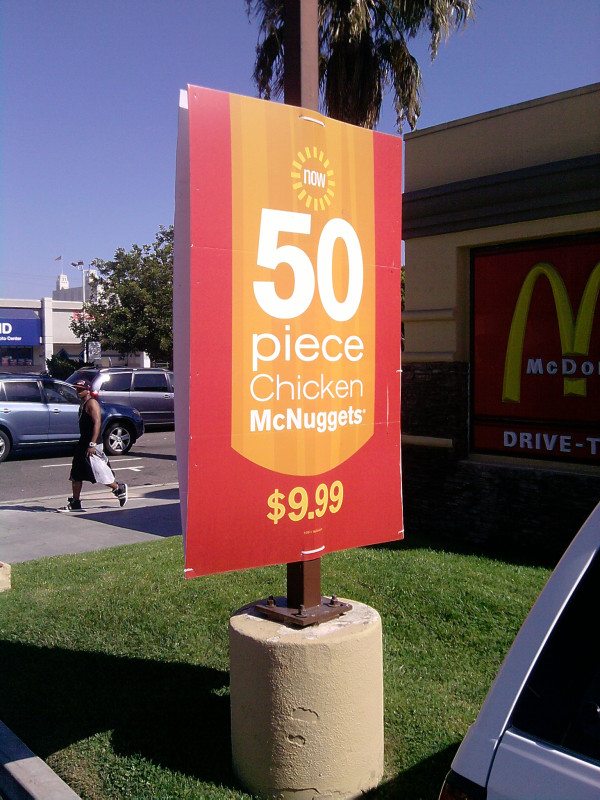 now
50
piece
Chicken
McNuggets®
$9.99
McDo
DRIVE-T